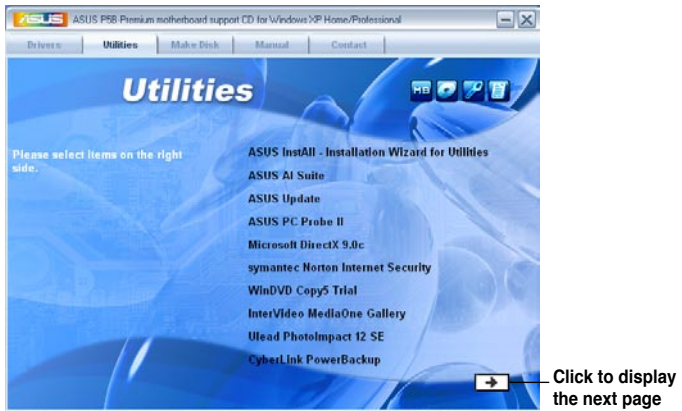 ASUS ASUS P5B Premium motherboard support CD for Windows XP Home/Professional
Drivers Utilities Make Disk Manual Contact
Utilities
MB
Please select items on the right
side.
ASUS InstAll - Installation Wizard for Utilities
ASUS AI Suite
ASUS Update
ASUS PC Probe II
Microsoft DirectX 9.0c
symantec Norton Internet Security
WinDVD Copy5 Trial
InterVideo MediaOne Gallery
Ulead PhotoImpact 12 SE
CyberLink PowerBackup
Click to display
the next page